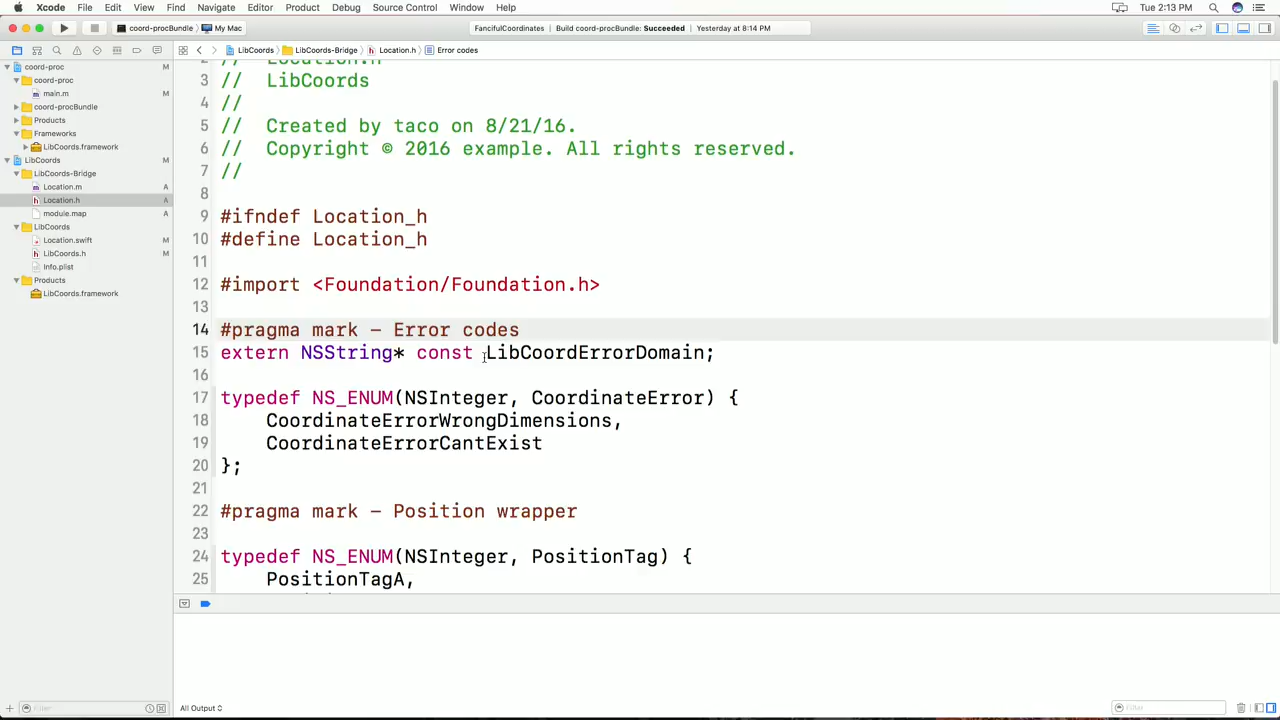 Xcode File Edit View Find Navigate Editor Product Debug Source Control Window Help Tue 2:13 PM
coord-procBundle My Mac FancifulCoordinates Build coord-procBundle: Succeeded Yesterday at 8:14 PM
LibCoords LibCoords-Bridge Location.h Error codes
coord-proc M
coord-proc
main.m M
coord-procBundle
Products
Frameworks
LibCoords.framework
LibCoords M
LibCoords-Bridge
Location.m A
Location.h A
module.map A
LibCoords
Location.swift M
LibCoords.h M
Info.plist
Products
LibCoords.framework
2 // Location.h
3 // LibCoords
4 //
5 // Created by taco on 8/21/16.
6 // Copyright © 2016 example. All rights reserved.
7 //
8
9 #ifndef Location_h
10 #define Location_h
11
12 #import <Foundation/Foundation.h>
13
14 #pragma mark - Error codes
15 extern NSString* const LibCoordErrorDomain;
16
17 typedef NS_ENUM(NSInteger, CoordinateError) {
18 CoordinateErrorWrongDimensions,
19 CoordinateErrorCantExist
20 };
21
22 #pragma mark - Position wrapper
23
24 typedef NS_ENUM(NSInteger, PositionTag) {
25 PositionTagA,
Filter All Output Filter